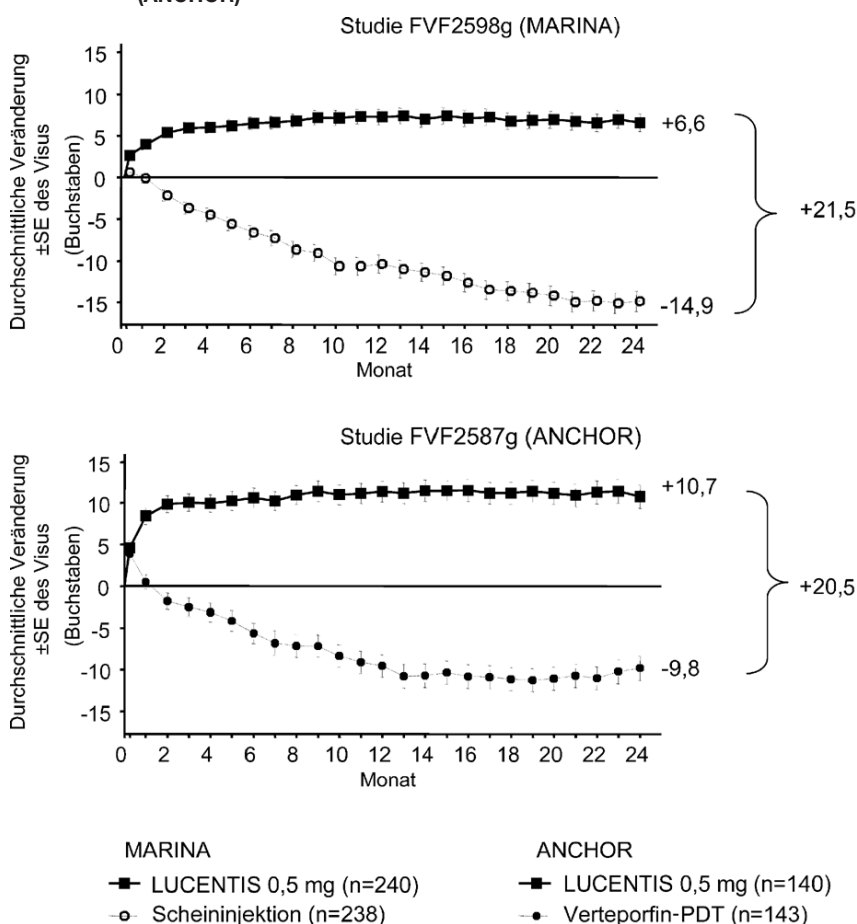 (ANCHOR)
Studie FVF2598g (MARINA)
Durchschnittliche Veränderung
±SE des Visus
(Buchstaben)
15
10
5
0
-5
-10
-15
+6,6
+21,5
-14,9
0 2 4 6 8 10 12 14 16 18 20 22 24
Monat
Studie FVF2587g (ANCHOR)
Durchschnittliche Veränderung
±SE des Visus
(Buchstaben)
15
10
5
0
-5
-10
-15
+10,7
+20,5
-9,8
0 2 4 6 8 10 12 14 16 18 20 22 24
Monat
MARINA
LUCENTIS 0,5 mg (n=240)
Scheininjektion (n=238)
ANCHOR
LUCENTIS 0,5 mg (n=140)
Verteporfin-PDT (n=143)